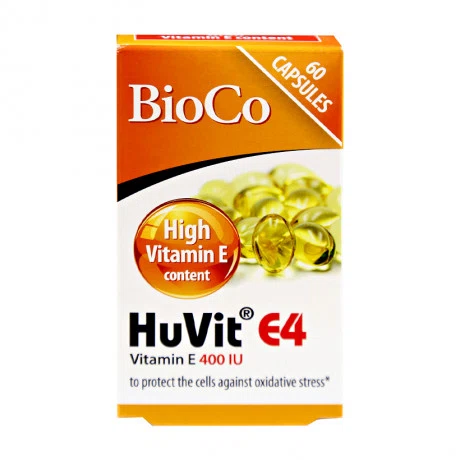 Vitamin E content
60
CAPSULES
BioCo
High
Vitamin E
content
HuVit® E4
Vitamin E 400 IU
to protect the cells against oxidative stress*